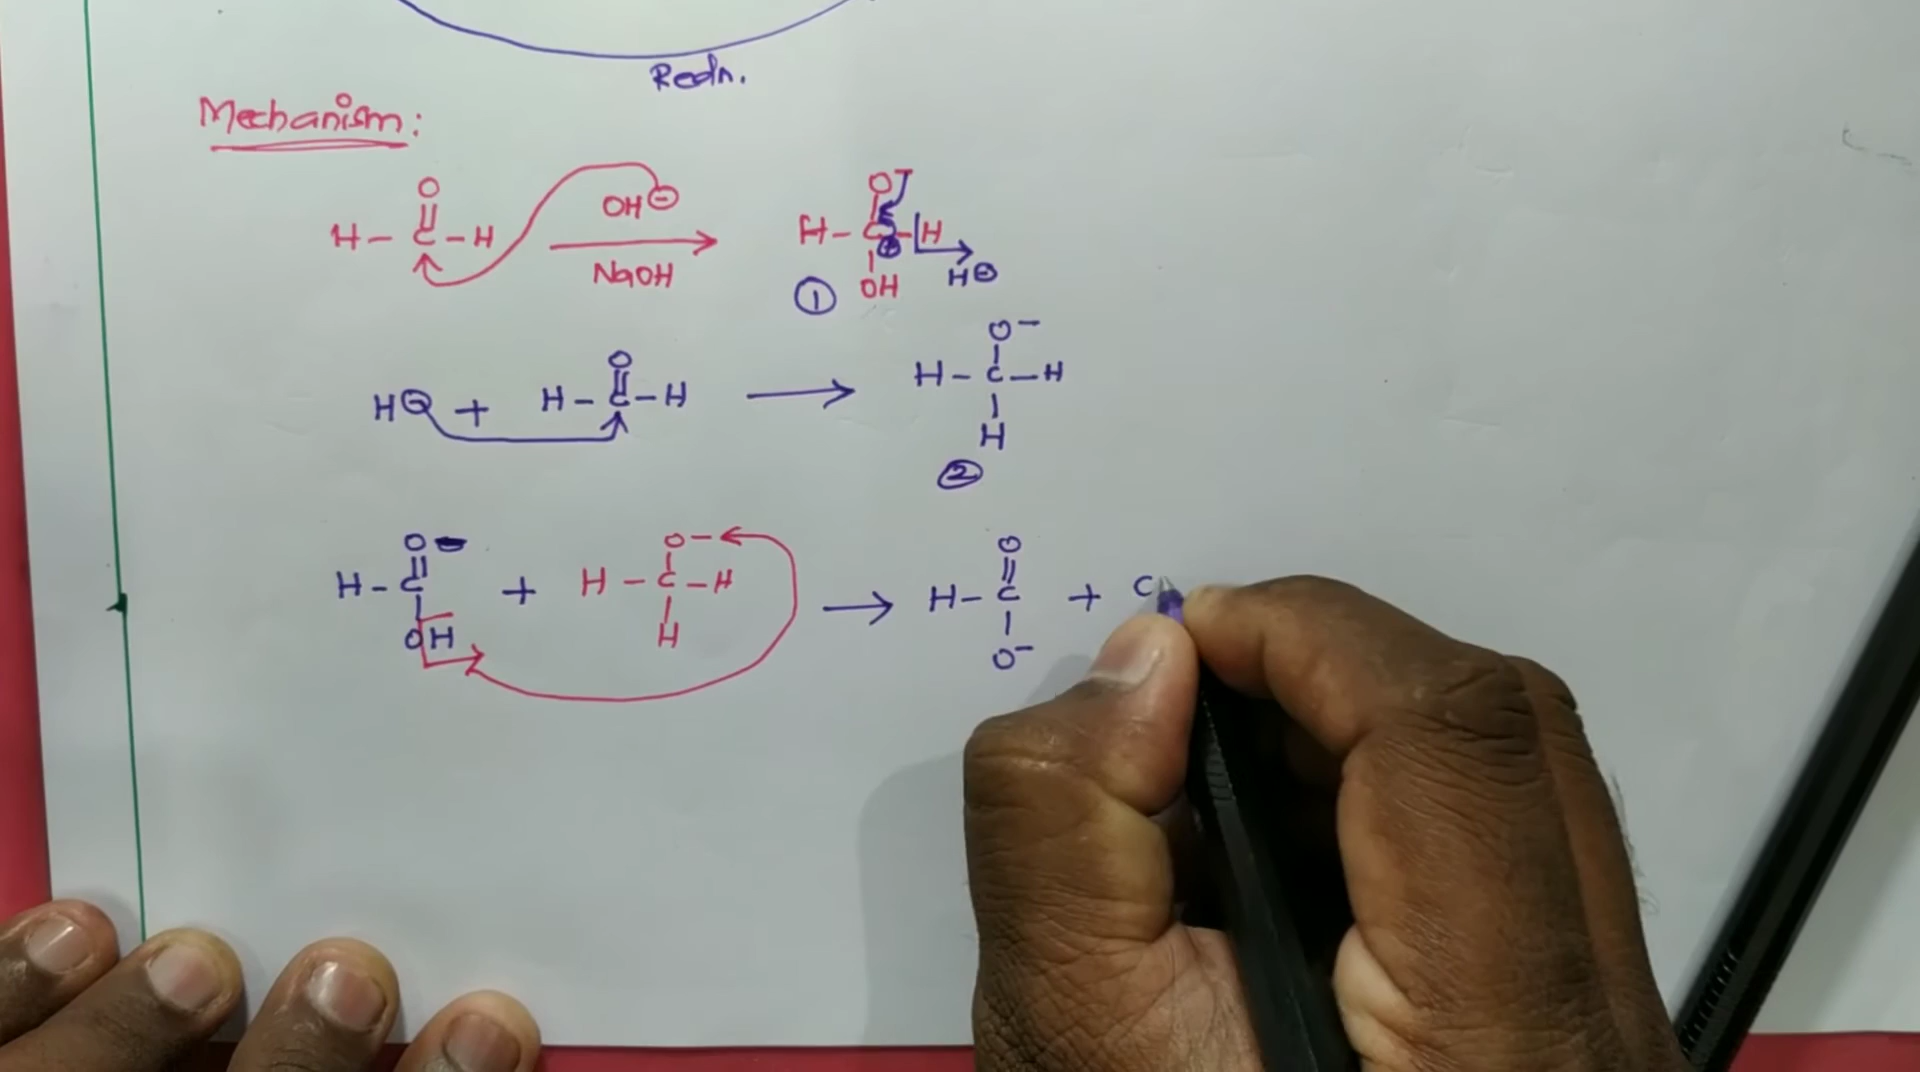 Redn.
Mechanism:
O OH⊖ O
H - C - H NaOH H - C - H
① OH H⊖
O⁻
O H - C - H
H⊖ + H - C - H → H
②
O O⁻ O
H - C + H - C - H → H - C + C
OH H O⁻